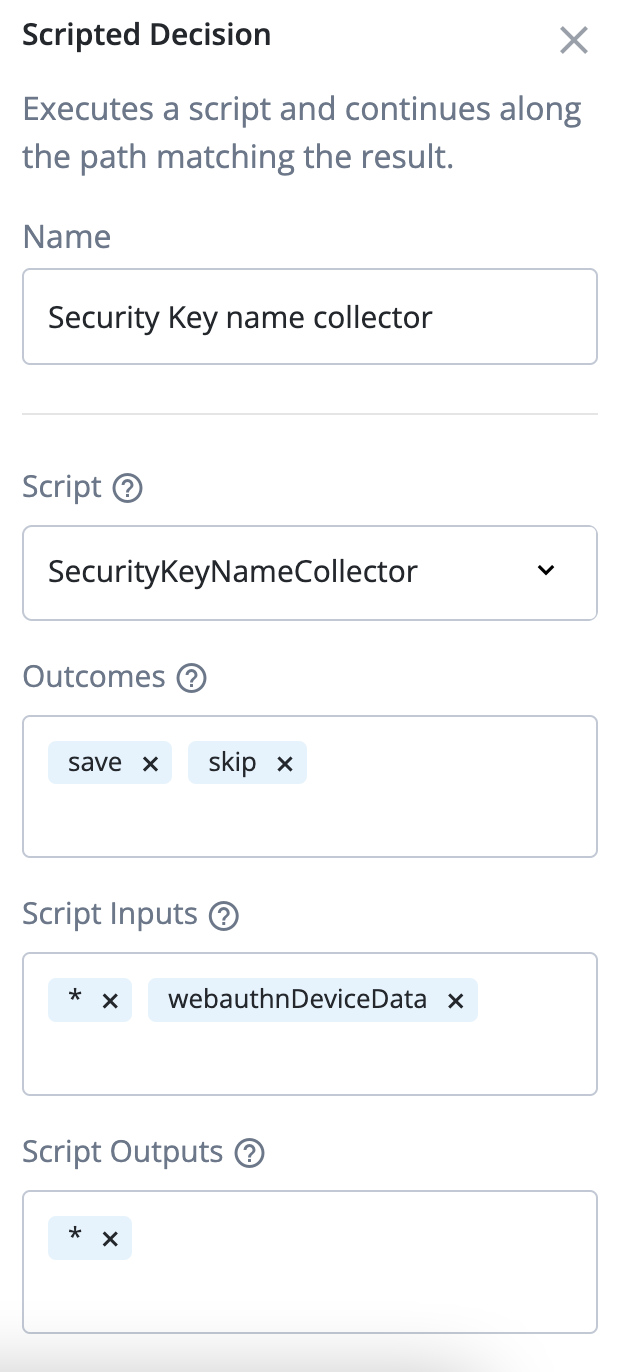 Scripted Decision
Executes a script and continues along
the path matching the result.
Name
Security Key name collector
Script ?
SecurityKeyNameCollector
Outcomes ?
save × skip ×
Script Inputs ?
* × webauthnDeviceData ×
Script Outputs ?
* ×